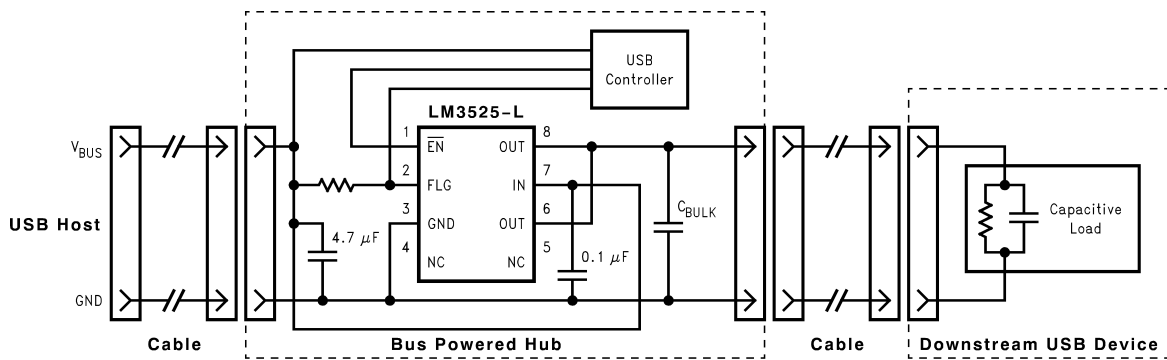 USB
Controller
LM3525-L
1
8
V_BUS
EN
OUT
2
7
FLG
IN
3
6
USB Host
GND
OUT
C_BULK
Capacitive
Load
4.7 µF
4
5
NC
NC
0.1 µF
GND
Cable
Bus Powered Hub
Cable
Downstream USB Device